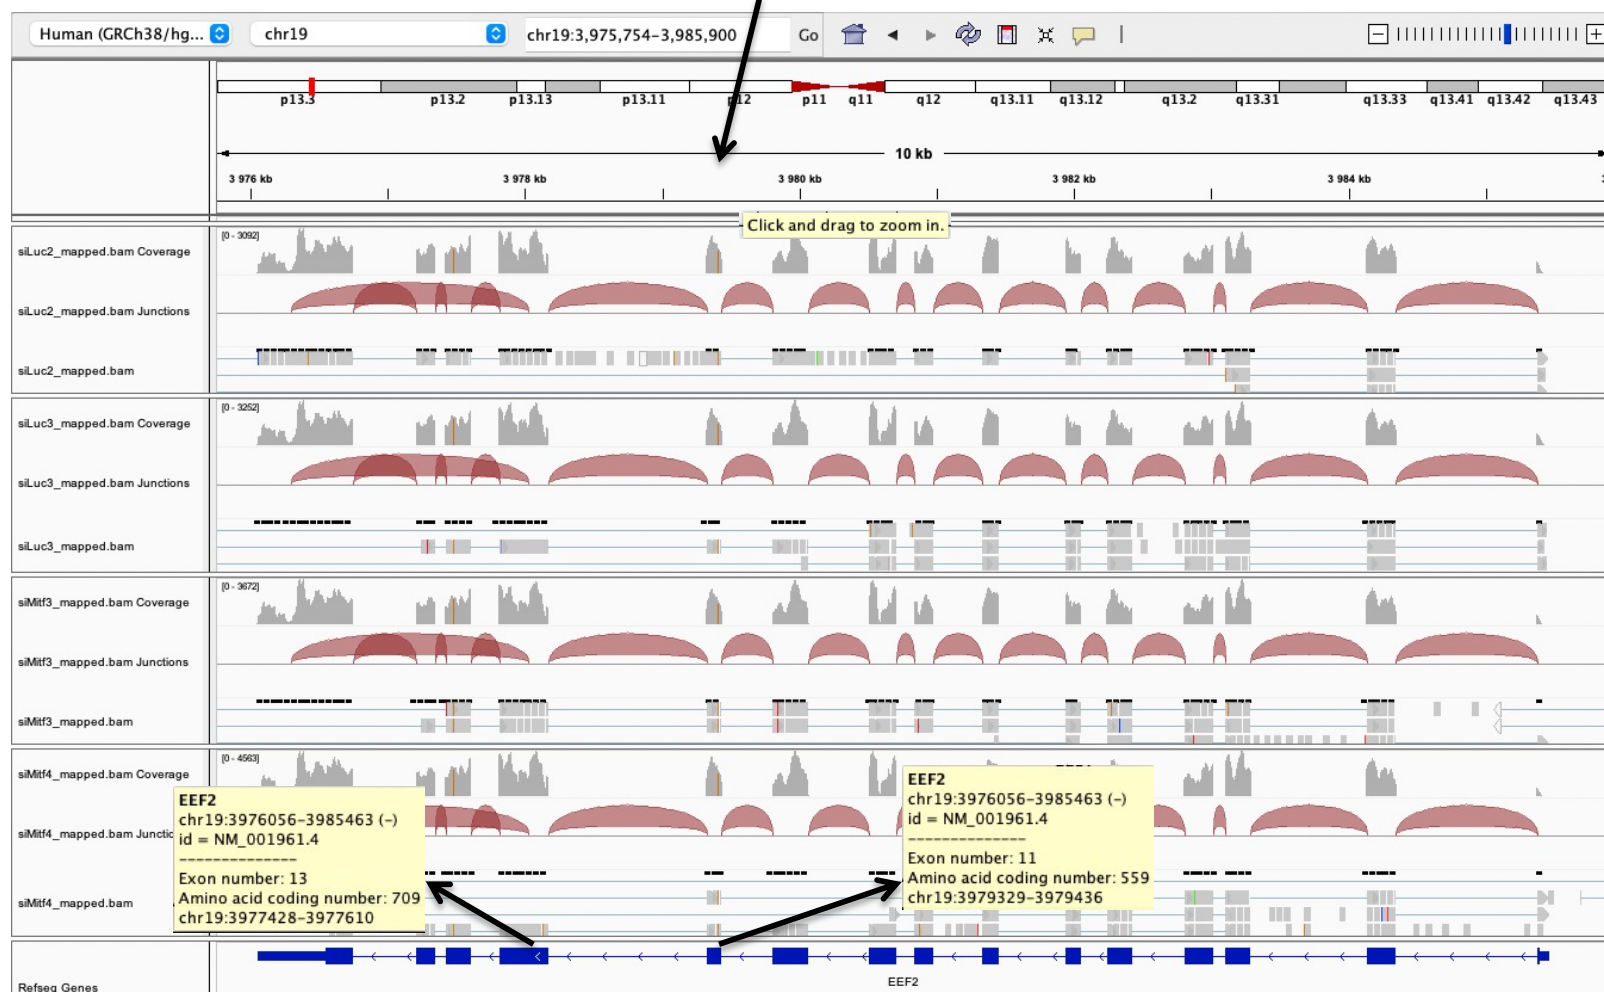 Human (GRCh38/hg... chr19 chr19:3,975,754-3,985,900 Go
p13.3 p13.2 p13.13 p13.11 p12 p11 q11 q12 q13.11 q13.12 q13.2 q13.31 q13.33 q13.41 q13.42 q13.43
10 kb
3 976 kb 3 978 kb 3 980 kb 3 982 kb 3 984 kb
Click and drag to zoom in.
[0 - 3092]
siLuc2_mapped.bam Coverage
siLuc2_mapped.bam Junctions
siLuc2_mapped.bam
[0 - 3252]
siLuc3_mapped.bam Coverage
siLuc3_mapped.bam Junctions
siLuc3_mapped.bam
[0 - 3672]
siMitf3_mapped.bam Coverage
siMitf3_mapped.bam Junctions
siMitf3_mapped.bam
[0 - 4563]
siMitf4_mapped.bam Coverage
siMitf4_mapped.bam Junctio
siMitf4_mapped.bam
EEF2
chr19:3976056-3985463 (-)
id = NM_001961.4
--------------
Exon number: 13
Amino acid coding number: 709
chr19:3977428-3977610
EEF2
chr19:3976056-3985463 (-)
id = NM_001961.4
--------------
Exon number: 11
Amino acid coding number: 559
chr19:3979329-3979436
EEF2
Refseq Genes